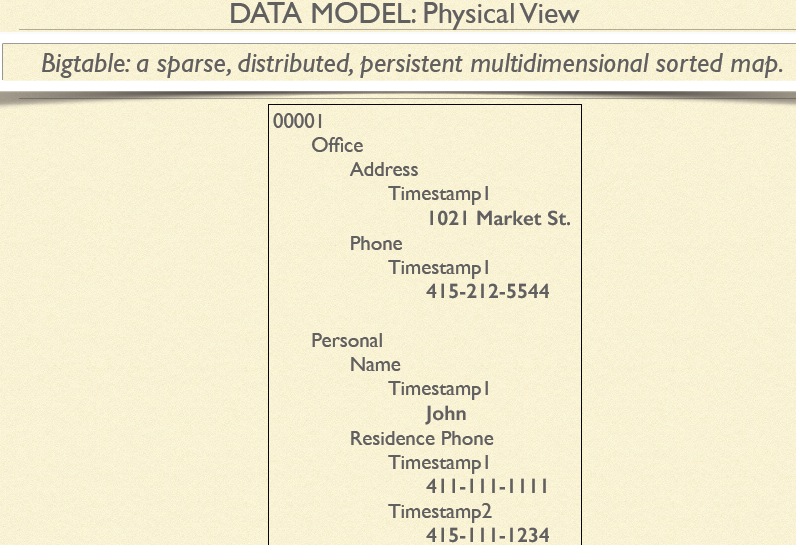 DATA MODEL: Physical View
Bigtable: a sparse, distributed, persistent multidimensional sorted map.
00001
Office
Address
Timestamp1
1021 Market St.
Phone
Timestamp1
415-212-5544
Personal
Name
Timestamp1
John
Residence Phone
Timestamp1
411-111-1111
Timestamp2
415-111-1234